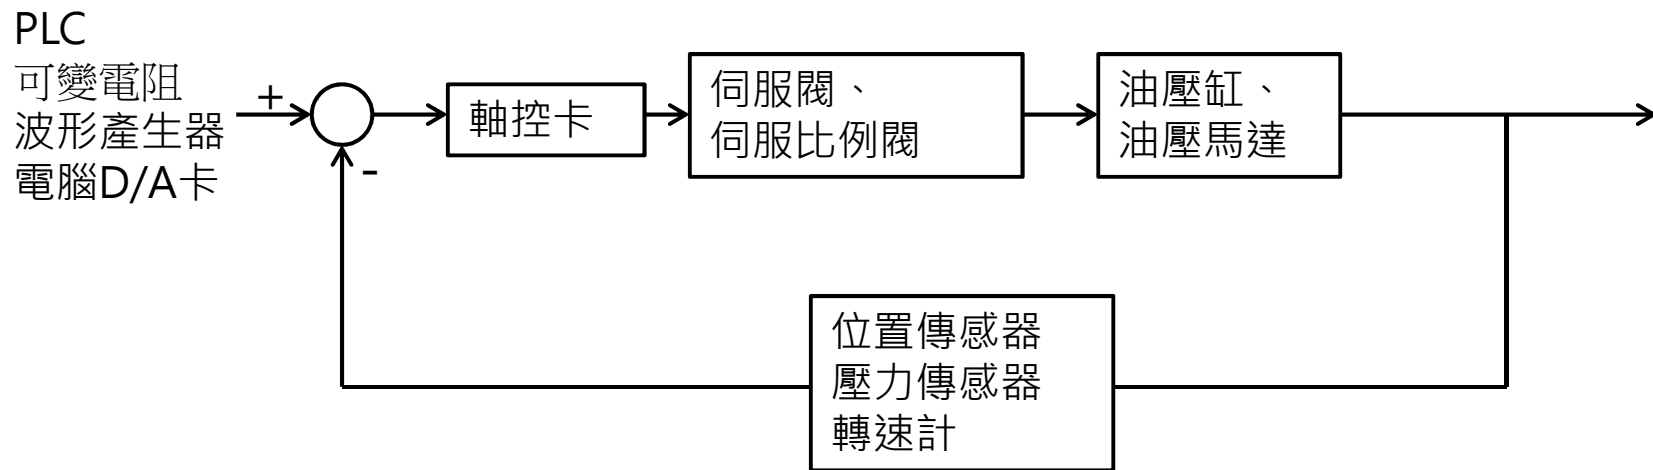 PLC
可變電阻
波形產生器
電腦D/A卡
+
-
軸控卡
伺服閥、
伺服比例閥
油壓缸、
油壓馬達
位置傳感器
壓力傳感器
轉速計